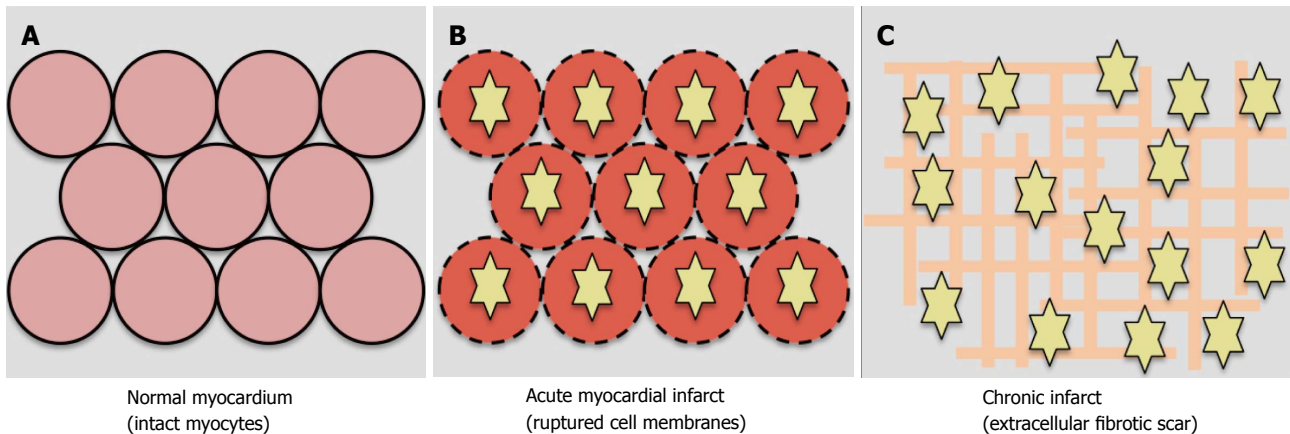 A
B
C
Normal myocardium
(intact myocytes)
Acute myocardial infarct
(ruptured cell membranes)
Chronic infarct
(extracellular fibrotic scar)